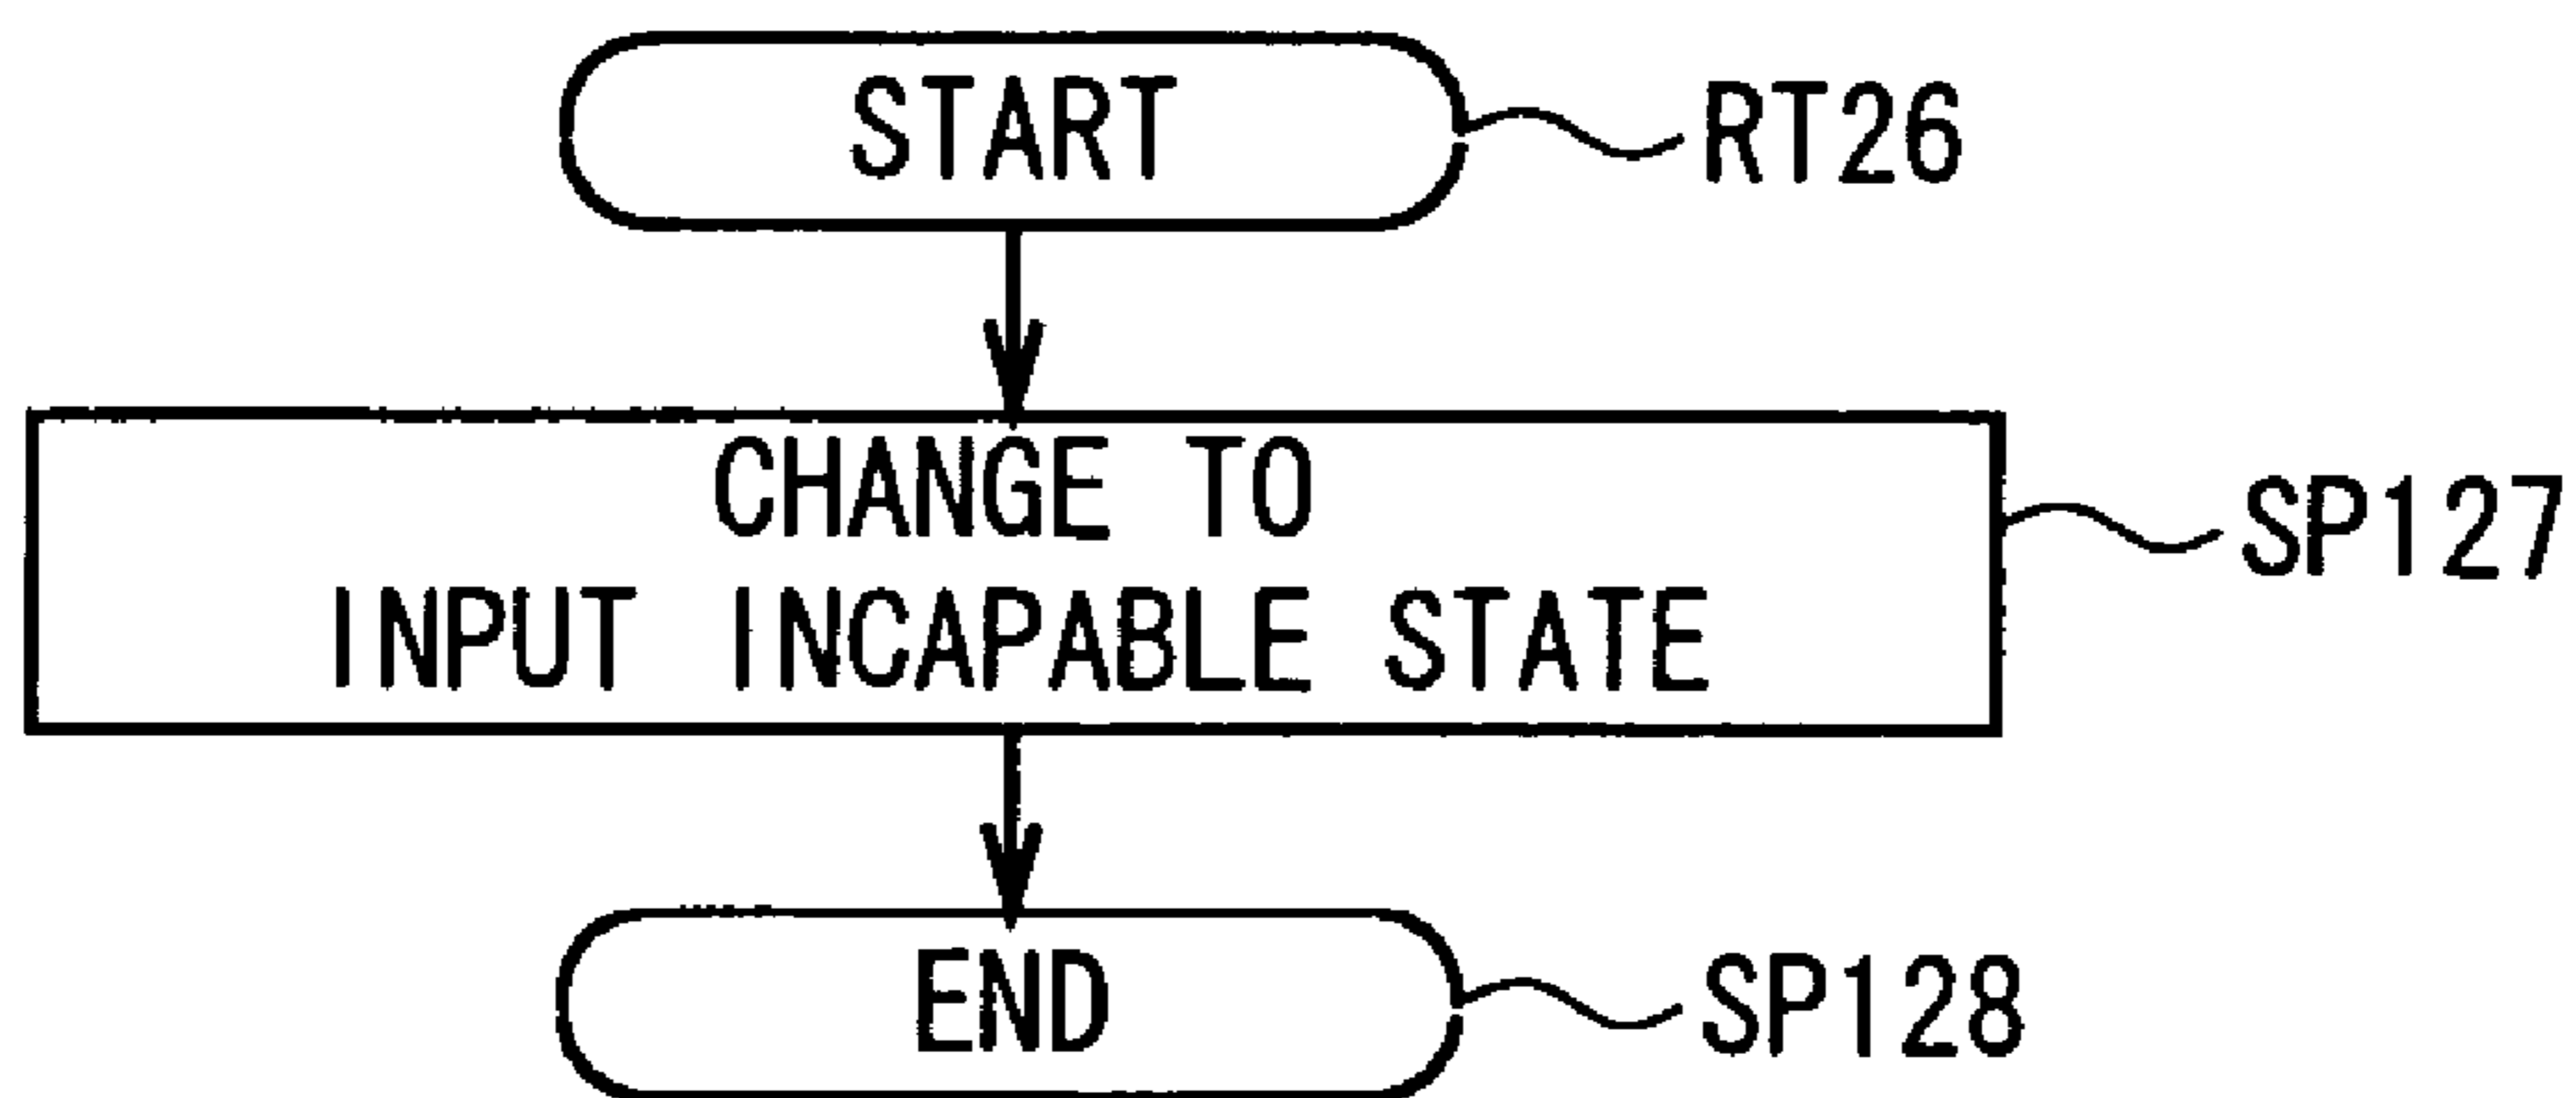 START
RT26
CHANGE TO
INPUT INCAPABLE STATE
SP127
END
SP128